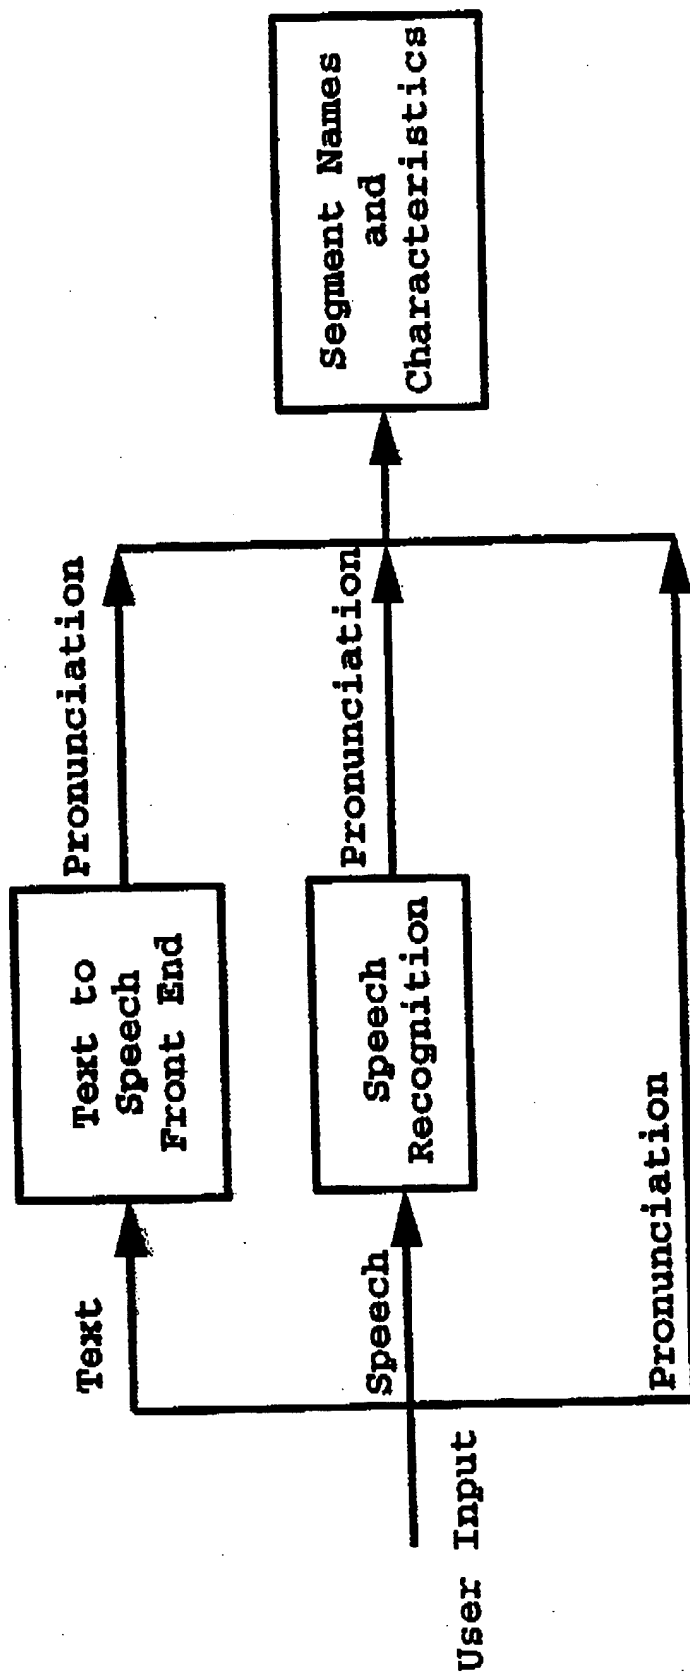 User Input
Text
Text to
Speech
Front End
Pronunciation
Speech
Speech
Recognition
Pronunciation
Pronunciation
Segment Names
and
Characteristics